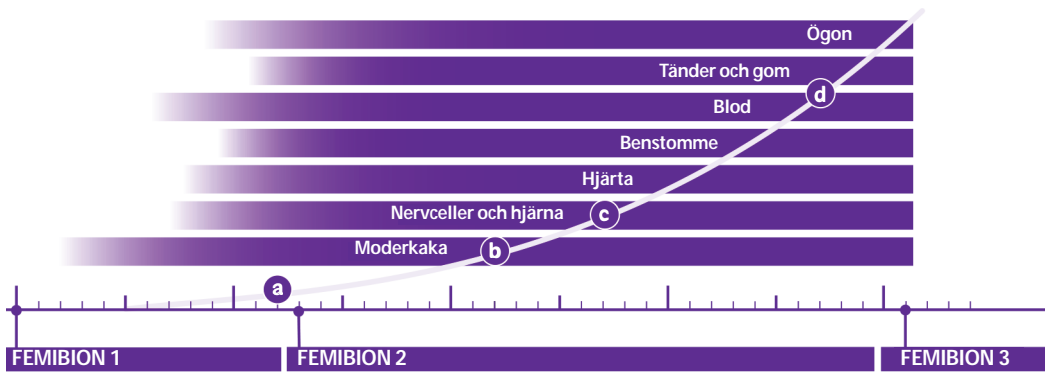 Ögon
Tänder och gom
d
Blod
Benstomme
Hjärta
Nervceller och hjärna
c
Moderkaka
b
a
FEMIBION 1
FEMIBION 2
FEMIBION 3